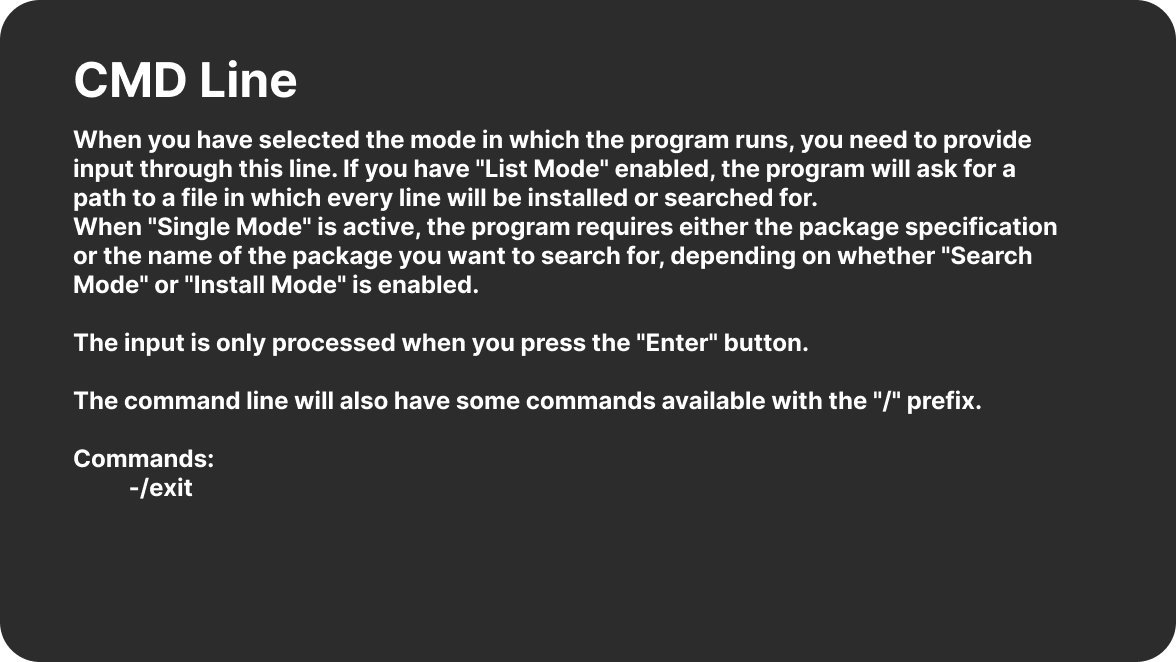 CMD Line
When you have selected the mode in which the program runs, you need to provide
input through this line. If you have "List Mode" enabled, the program will ask for a
path to a file in which every line will be installed or searched for.
When "Single Mode" is active, the program requires either the package specification
or the name of the package you want to search for, depending on whether "Search
Mode" or "Install Mode" is enabled.
The input is only processed when you press the "Enter" button.
The command line will also have some commands available with the "/" prefix.
Commands:
-/exit